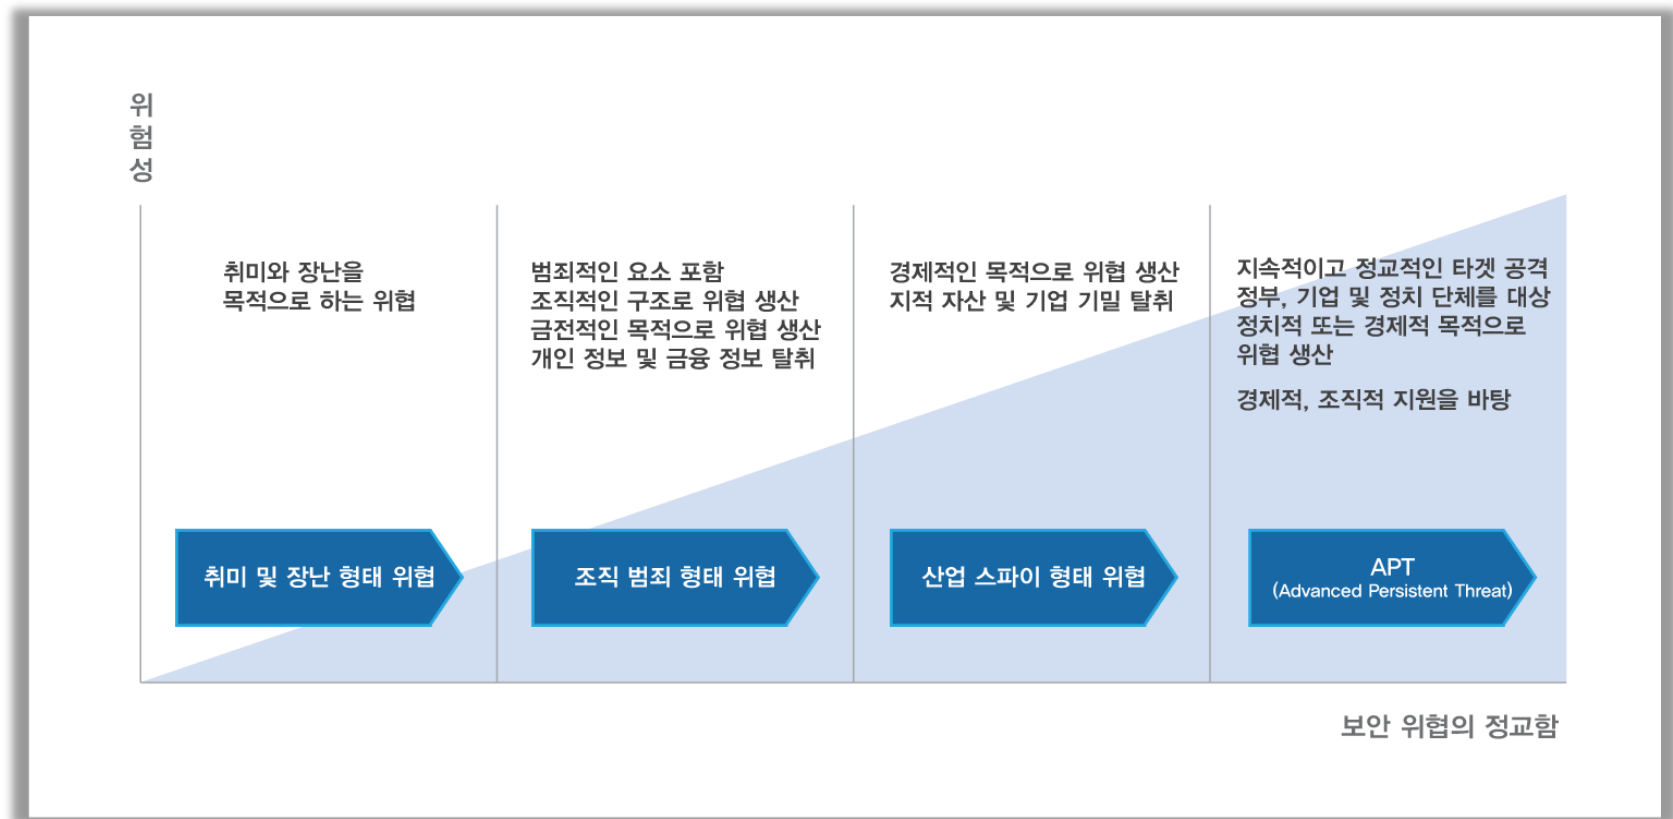 위
험
성
취미와 장난을
목적으로 하는 위협
범죄적인 요소 포함
조직적인 구조로 위협 생산
금전적인 목적으로 위협 생산
개인 정보 및 금융 정보 탈취
경제적인 목적으로 위협 생산
지적 자산 및 기업 기밀 탈취
지속적이고 정교적인 타겟 공격
정부, 기업 및 정치 단체를 대상
정치적 또는 경제적 목적으로
위협 생산
경제적, 조직적 지원을 바탕
취미 및 장난 형태 위협
조직 범죄 형태 위협
산업 스파이 형태 위협
APT
(Advanced Persistent Threat)
보안 위협의 정교함